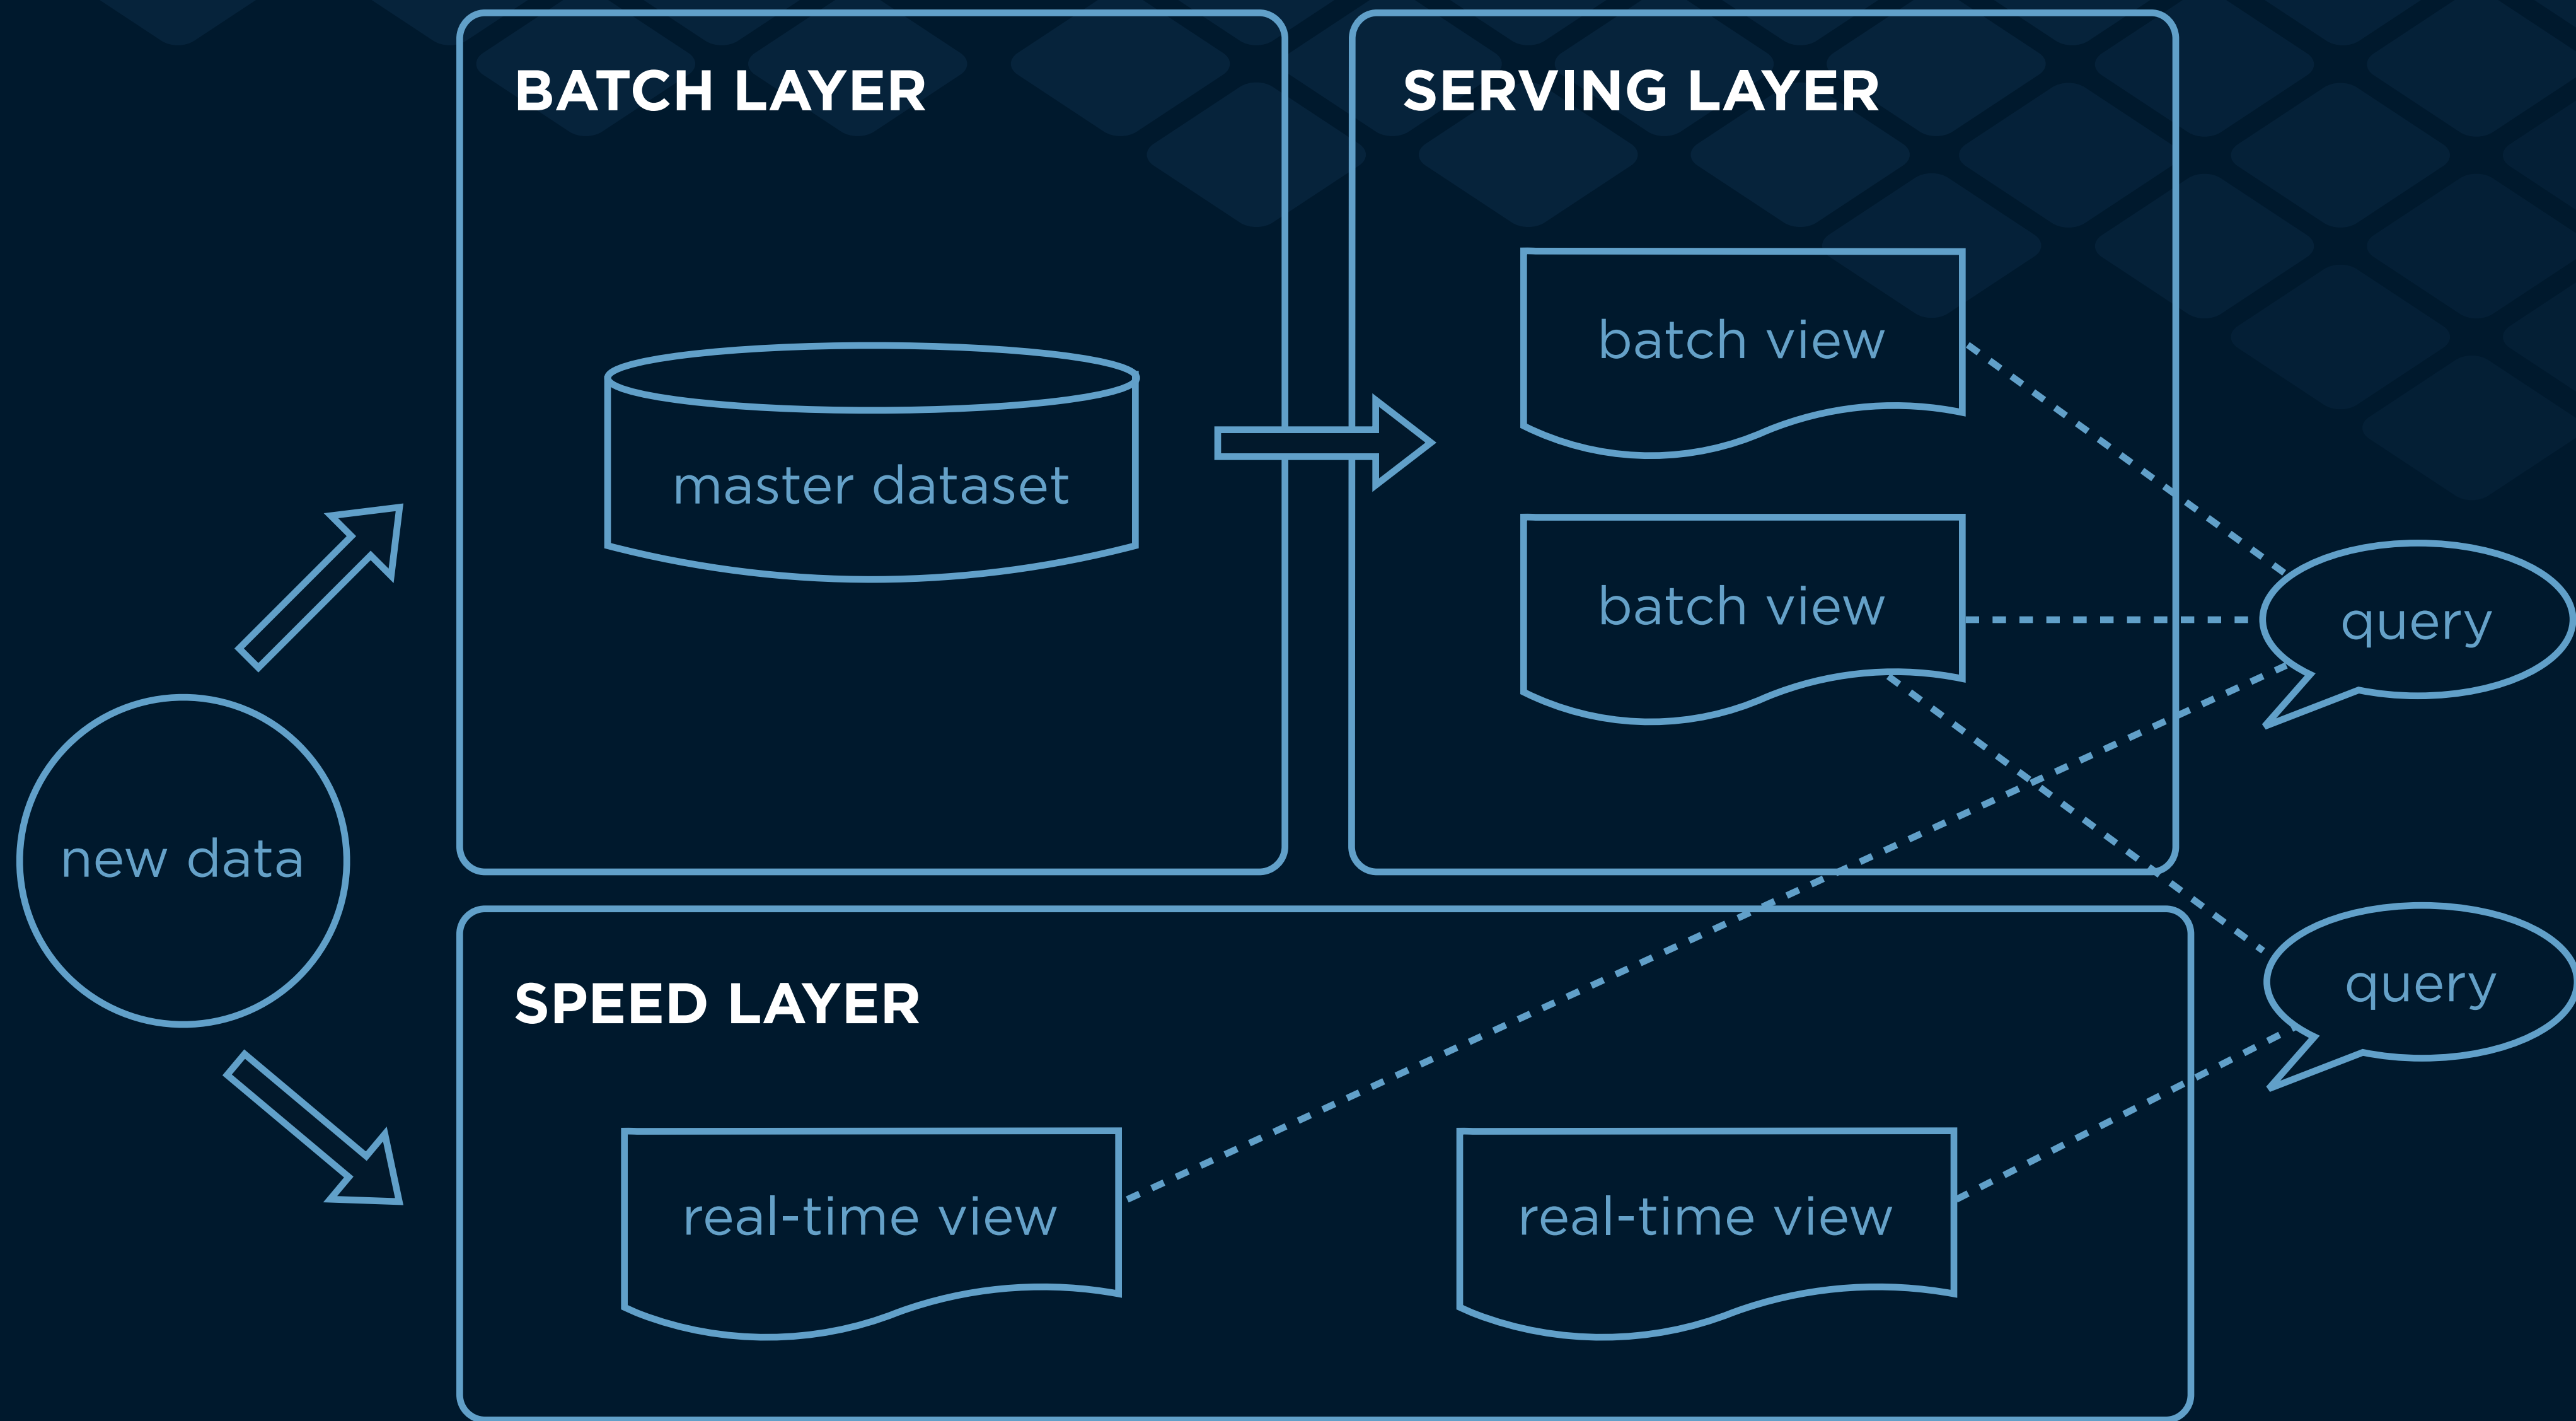 BATCH LAYER
master dataset
SERVING LAYER
batch view
batch view
new data
SPEED LAYER
real-time view
real-time view
query
query